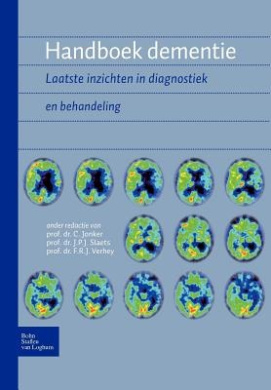 Handboek dementie
Laatste inzichten in diagnostiek
en behandeling
onder redactie van
prof. dr. C. Jonker
prof. dr. J.P.J. Slaets
prof. dr. F.R.J. Verhey
Bohn
Stafleu
van Loghum